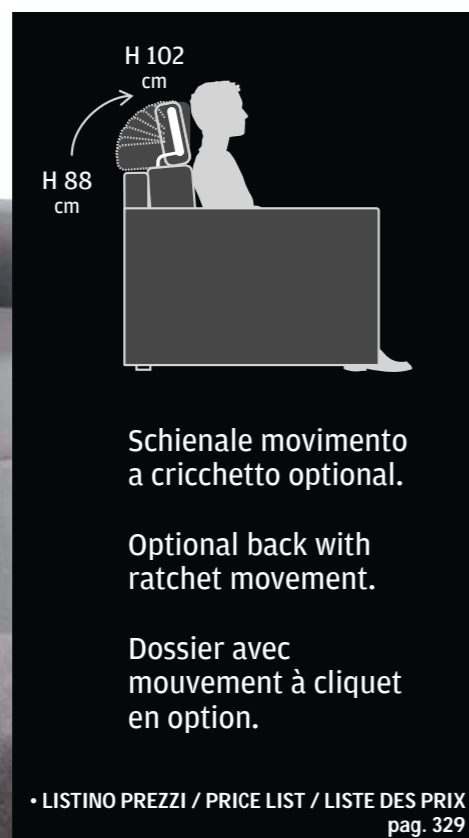 H 102
cm
H 88
cm
Schienale movimento
a cricchetto optional.
Optional back with
ratchet movement.
Dossier avec
mouvement à cliquet
en option.
• LISTINO PREZZI / PRICE LIST / LISTE DES PRIX
pag. 329